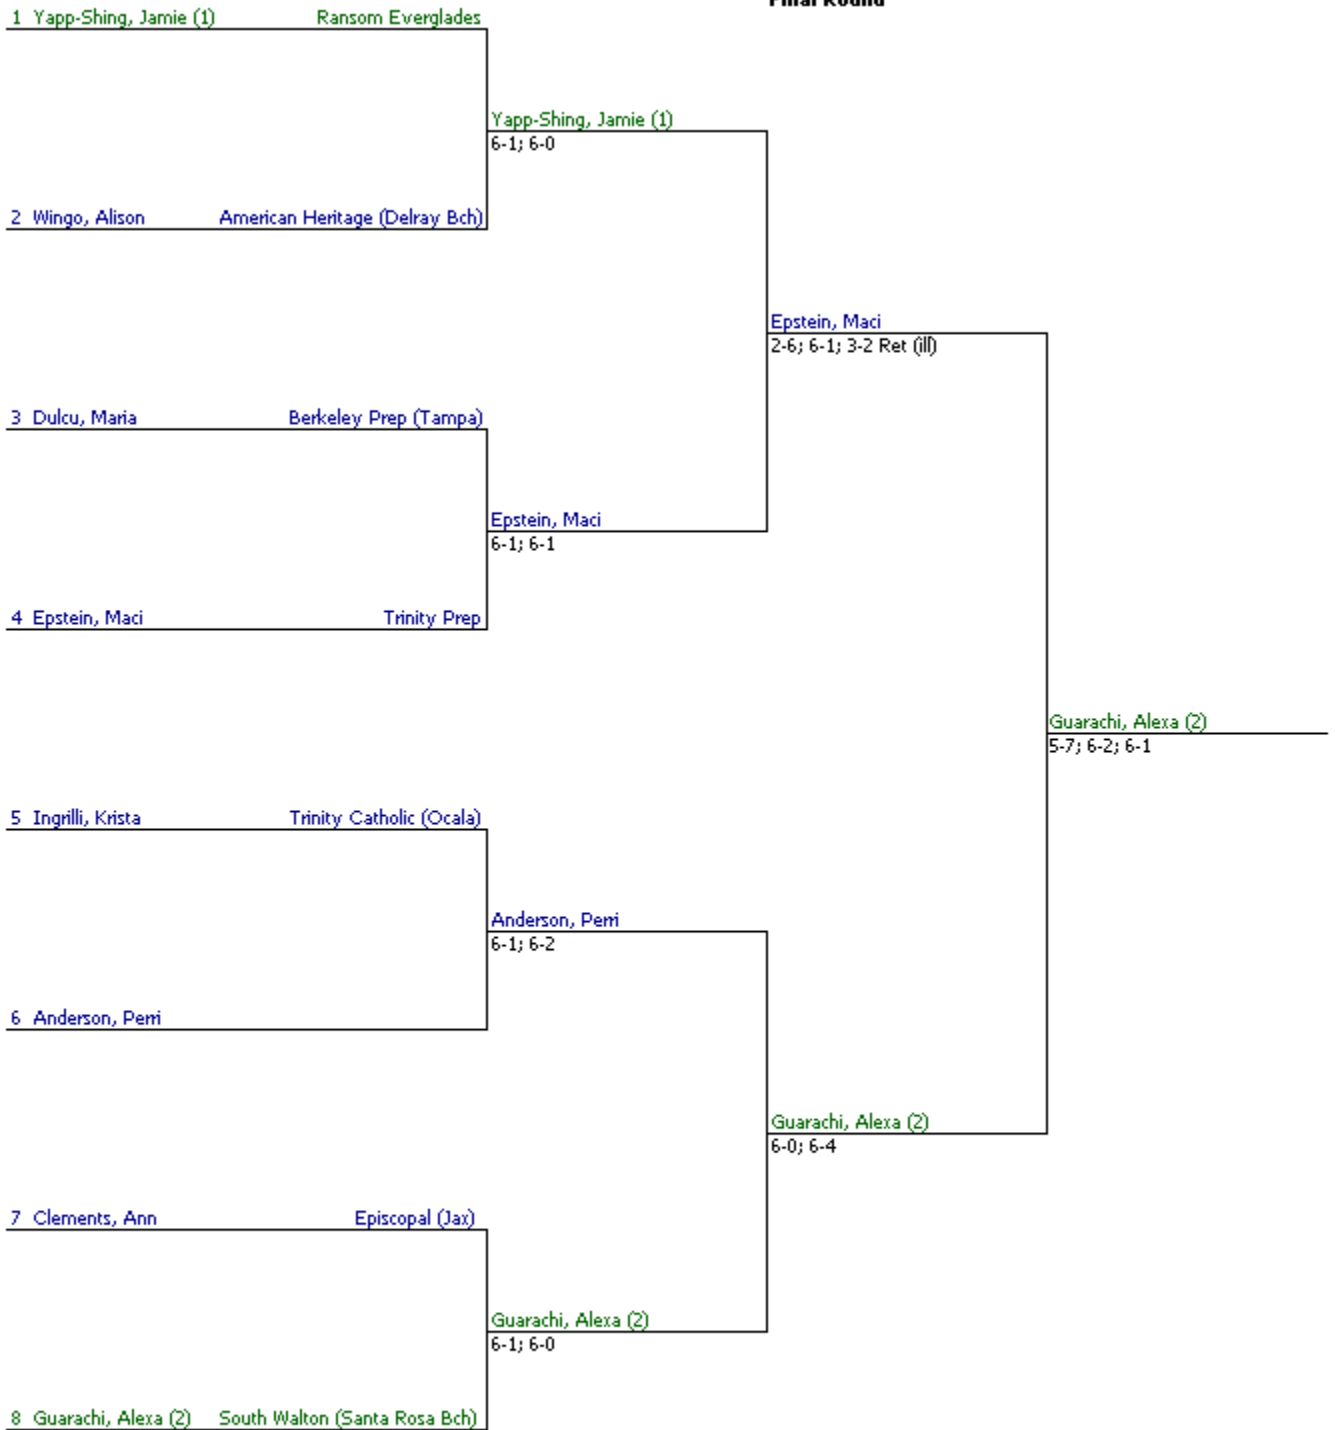 Final Round
1 Yapp-Shing, Jamie (1) Ransom Everglades
Yapp-Shing, Jamie (1)
6-1; 6-0
2 Wingo, Alison American Heritage (Delray Bch)
Epstein, Maci
2-6; 6-1; 3-2 Ret (ill)
3 Dulcu, Maria Berkeley Prep (Tampa)
Epstein, Maci
6-1; 6-1
4 Epstein, Maci Trinity Prep
Guarachi, Alexa (2)
5-7; 6-2; 6-1
5 Ingrilli, Krista Trinity Catholic (Ocala)
Anderson, Perri
6-1; 6-2
6 Anderson, Perri
Guarachi, Alexa (2)
6-0; 6-4
7 Clements, Ann Episcopal (Jax)
Guarachi, Alexa (2)
6-1; 6-0
8 Guarachi, Alexa (2) South Walton (Santa Rosa Bch)